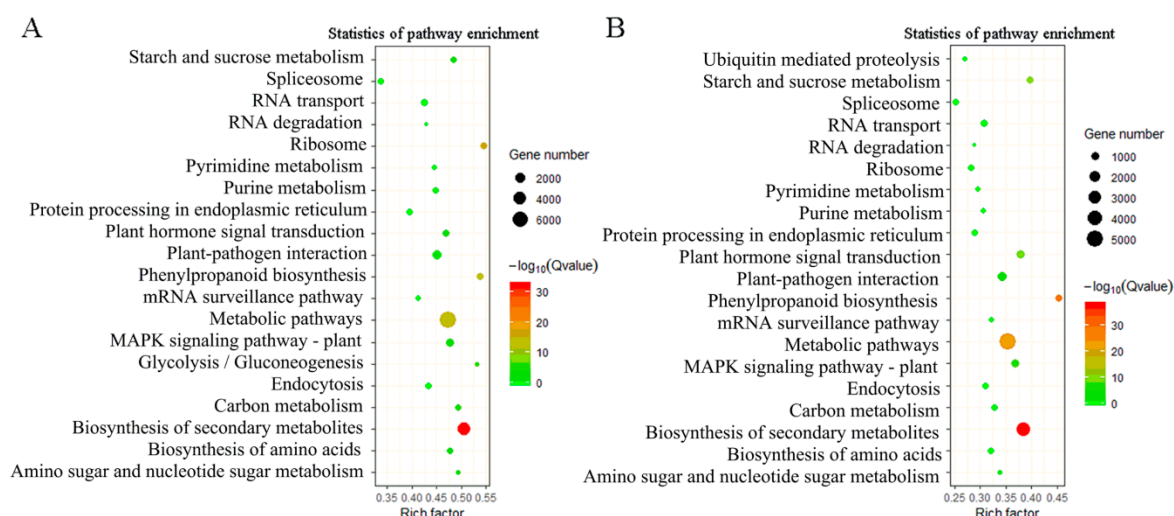 A
Statistics of pathway enrichment
Starch and sucrose metabolism
Spliceosome
RNA transport
RNA degradation
Ribosome
Pyrimidine metabolism
Purine metabolism
Protein processing in endoplasmic reticulum
Plant hormone signal transduction
Plant-pathogen interaction
Phenylpropanoid biosynthesis
mRNA surveillance pathway
Metabolic pathways
MAPK signaling pathway - plant
Glycolysis / Gluconeogenesis
Endocytosis
Carbon metabolism
Biosynthesis of secondary metabolites
Biosynthesis of amino acids
Amino sugar and nucleotide sugar metabolism
0.35 0.40 0.45 0.50 0.55
Rich factor
Gene number
2000
4000
6000
−log10(Qvalue)
30
20
10
0
B
Statistics of pathway enrichment
Ubiquitin mediated proteolysis
Starch and sucrose metabolism
Spliceosome
RNA transport
RNA degradation
Ribosome
Pyrimidine metabolism
Purine metabolism
Protein processing in endoplasmic reticulum
Plant hormone signal transduction
Plant-pathogen interaction
Phenylpropanoid biosynthesis
mRNA surveillance pathway
Metabolic pathways
MAPK signaling pathway - plant
Endocytosis
Carbon metabolism
Biosynthesis of secondary metabolites
Biosynthesis of amino acids
Amino sugar and nucleotide sugar metabolism
0.25 0.30 0.35 0.40 0.45
Rich factor
Gene number
1000
2000
3000
4000
5000
−log10(Qvalue)
30
20
10
0